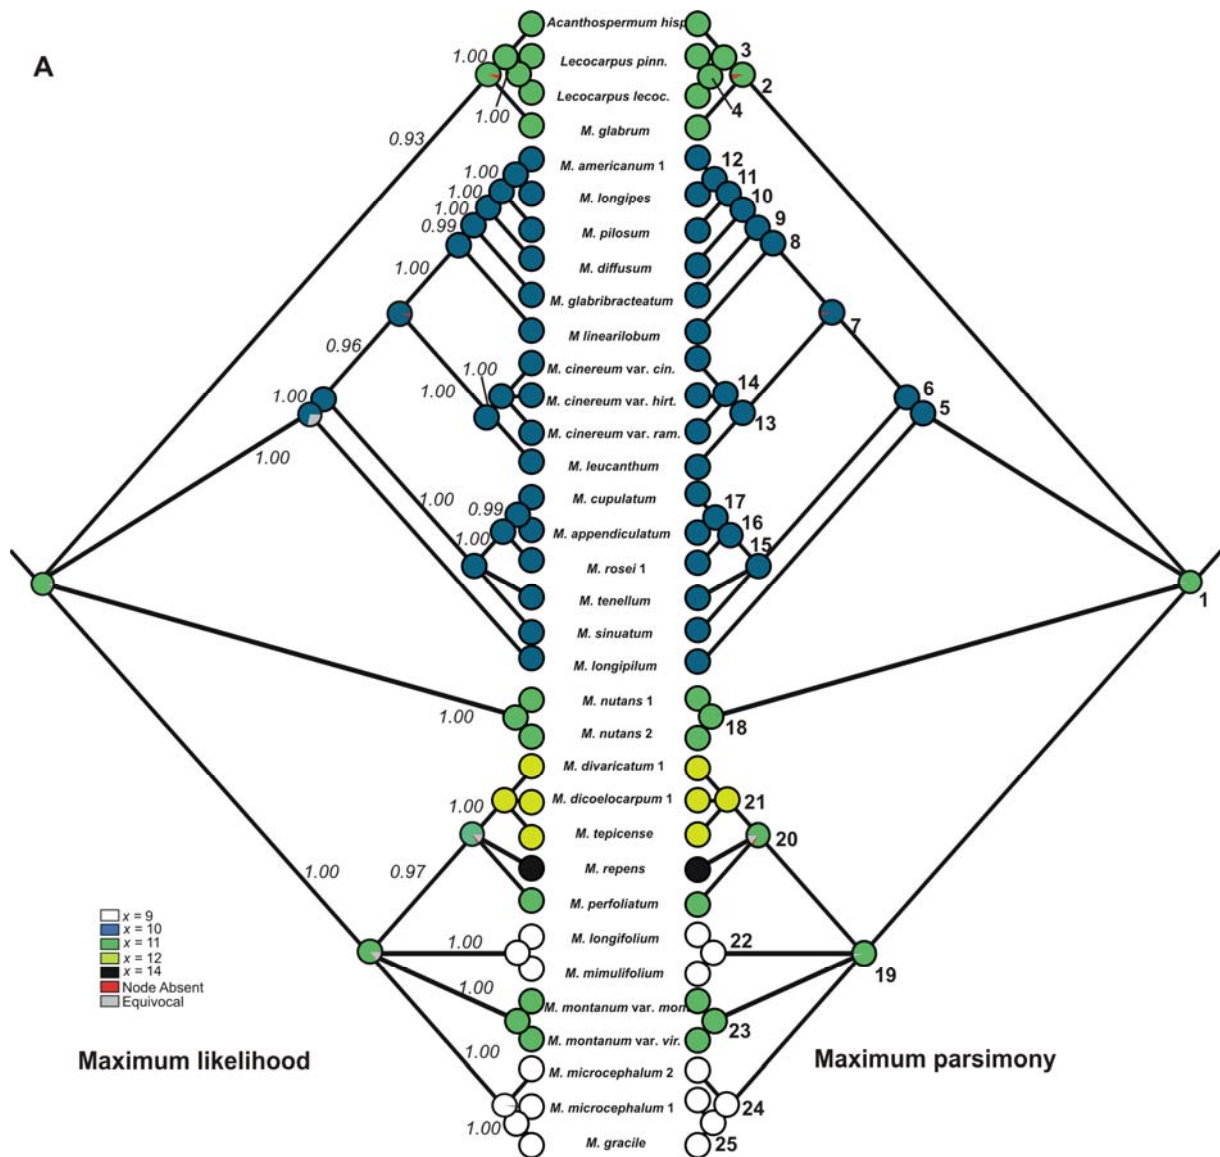 A
Acanthospermum hisp
Lecocarpus pinn.
Lecocarpus lecoc.
M. glabrum
M. americanum 1
M. longipes
M. pilosum
M. diffusum
M. glabribracteatum
M linearilobum
M. cinereum var. cin.
M. cinereum var. hirt.
M. cinereum var. ram.
M. leucanthum
M. cupulatum
M. appendiculatum
M. rosei 1
M. tenellum
M. sinuatum
M. longipilum
M. nutans 1
M. nutans 2
M. divaricatum 1
M. dicoelocarpum 1
M. tepicense
M. repens
M. perfoliatum
M. longifolium
M. mimulifolium
M. montanum var. mon.
M. montanum var. vir.
M. microcephalum 2
M. microcephalum 1
M. gracile
1.00
1.00
0.93
1.00
1.00
1.00
0.99
1.00
0.96
1.00
1.00
1.00
1.00
1.00
0.99
1.00
1.00
1.00
0.97
1.00
1.00
1.00
1.00
1.00
3
2
4
12
11
10
9
8
7
6
5
14
13
17
16
15
1
18
21
20
22
19
23
24
25
x = 9
x = 10
x = 11
x = 12
x = 14
Node Absent
Equivocal
Maximum likelihood
Maximum parsimony